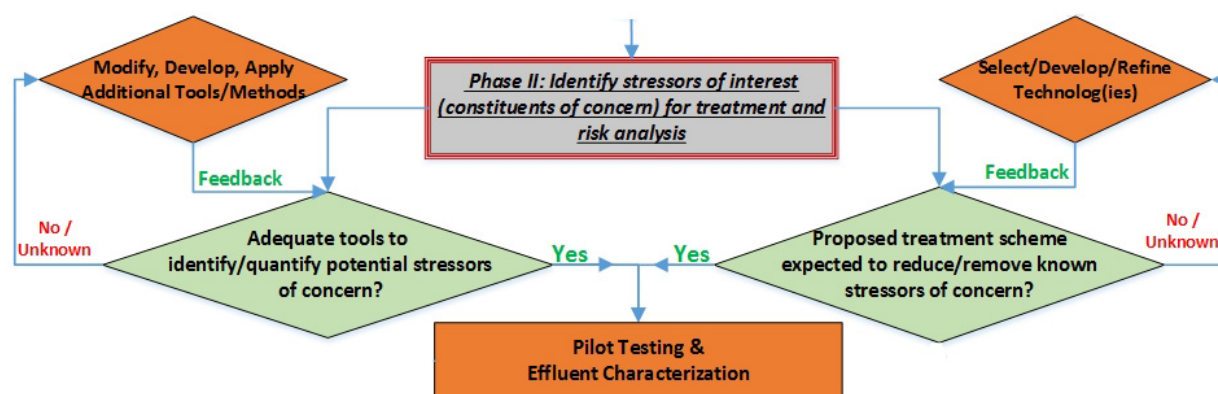 Modify, Develop, Apply
Additional Tools/Methods
Phase II: Identify stressors of interest
(constituents of concern) for treatment and
risk analysis
Select/Develop/Refine
Technolog(ies)
Feedback
Feedback
No /
Unknown
Adequate tools to
identify/quantify potential stressors
of concern?
Yes
Yes
Proposed treatment scheme
expected to reduce/remove known
stressors of concern?
No /
Unknown
Pilot Testing &
Effluent Characterization